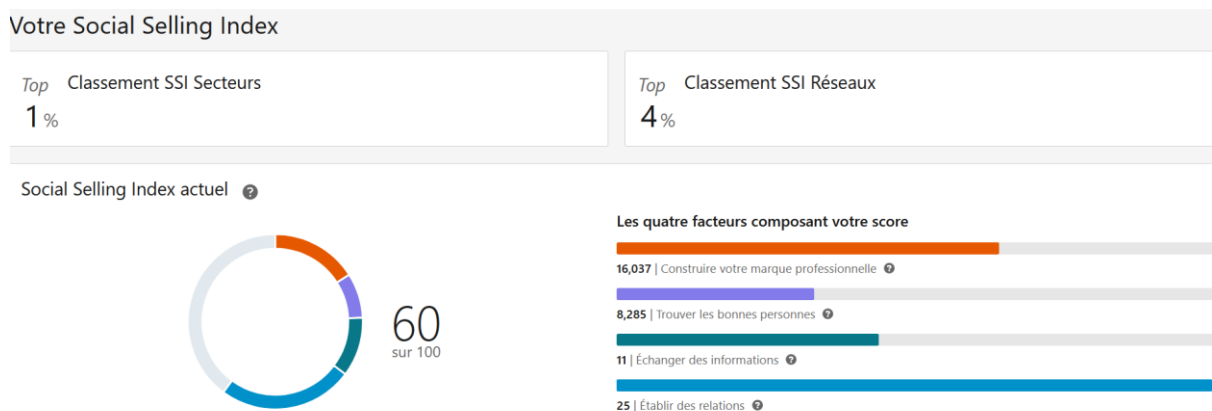 Votre Social Selling Index
Top Classement SSI Secteurs
1 %
Top Classement SSI Réseaux
4 %
Social Selling Index actuel
60
sur 100
Les quatre facteurs composant votre score
16,037 | Construire votre marque professionnelle
8,285 | Trouver les bonnes personnes
11 | Échanger des informations
25 | Établir des relations